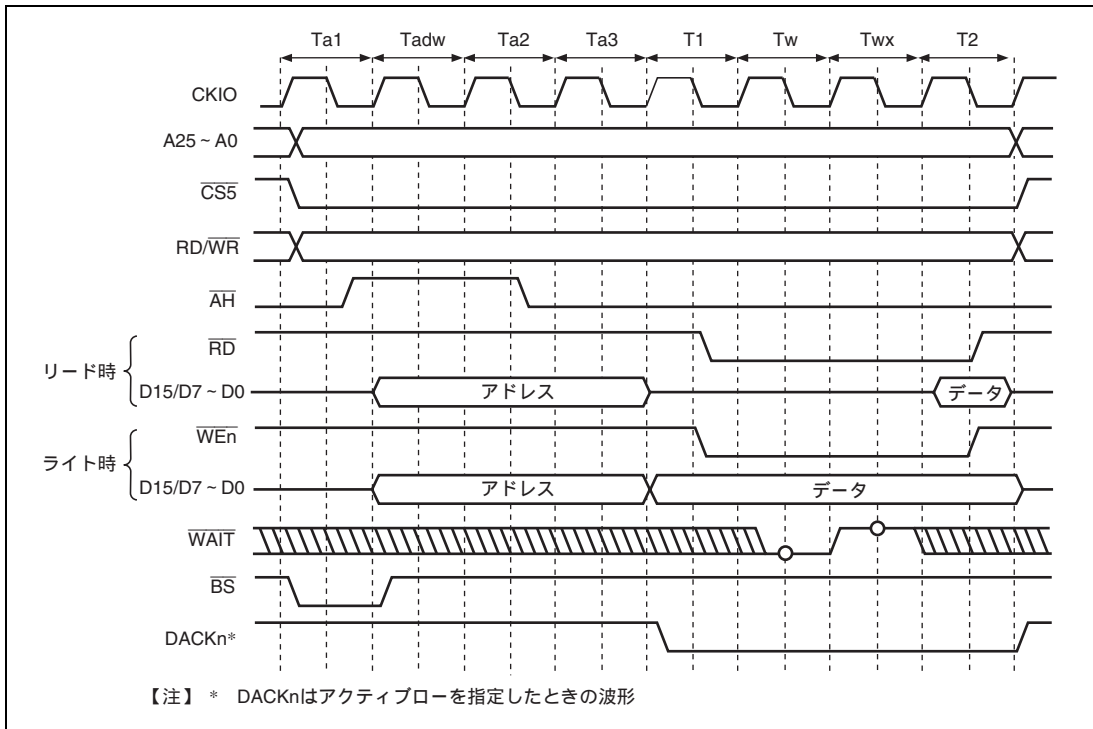 Ta1 Tadw Ta2 Ta3 T1 Tw Twx T2
CKIO
A25 ~ A0
CS5
RD/WR
AH
リード時
RD
D15/D7 ~ D0 アドレス データ
ライト時
WEn
D15/D7 ~ D0 アドレス データ
WAIT
BS
DACKn*
【注】 * DACKnはアクティブローを指定したときの波形